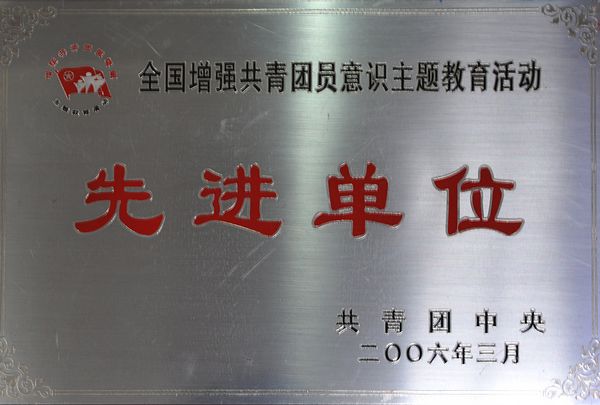 全国增强共青团员意识主题教育活动
先进单位
共青团中央
二〇〇六年三月